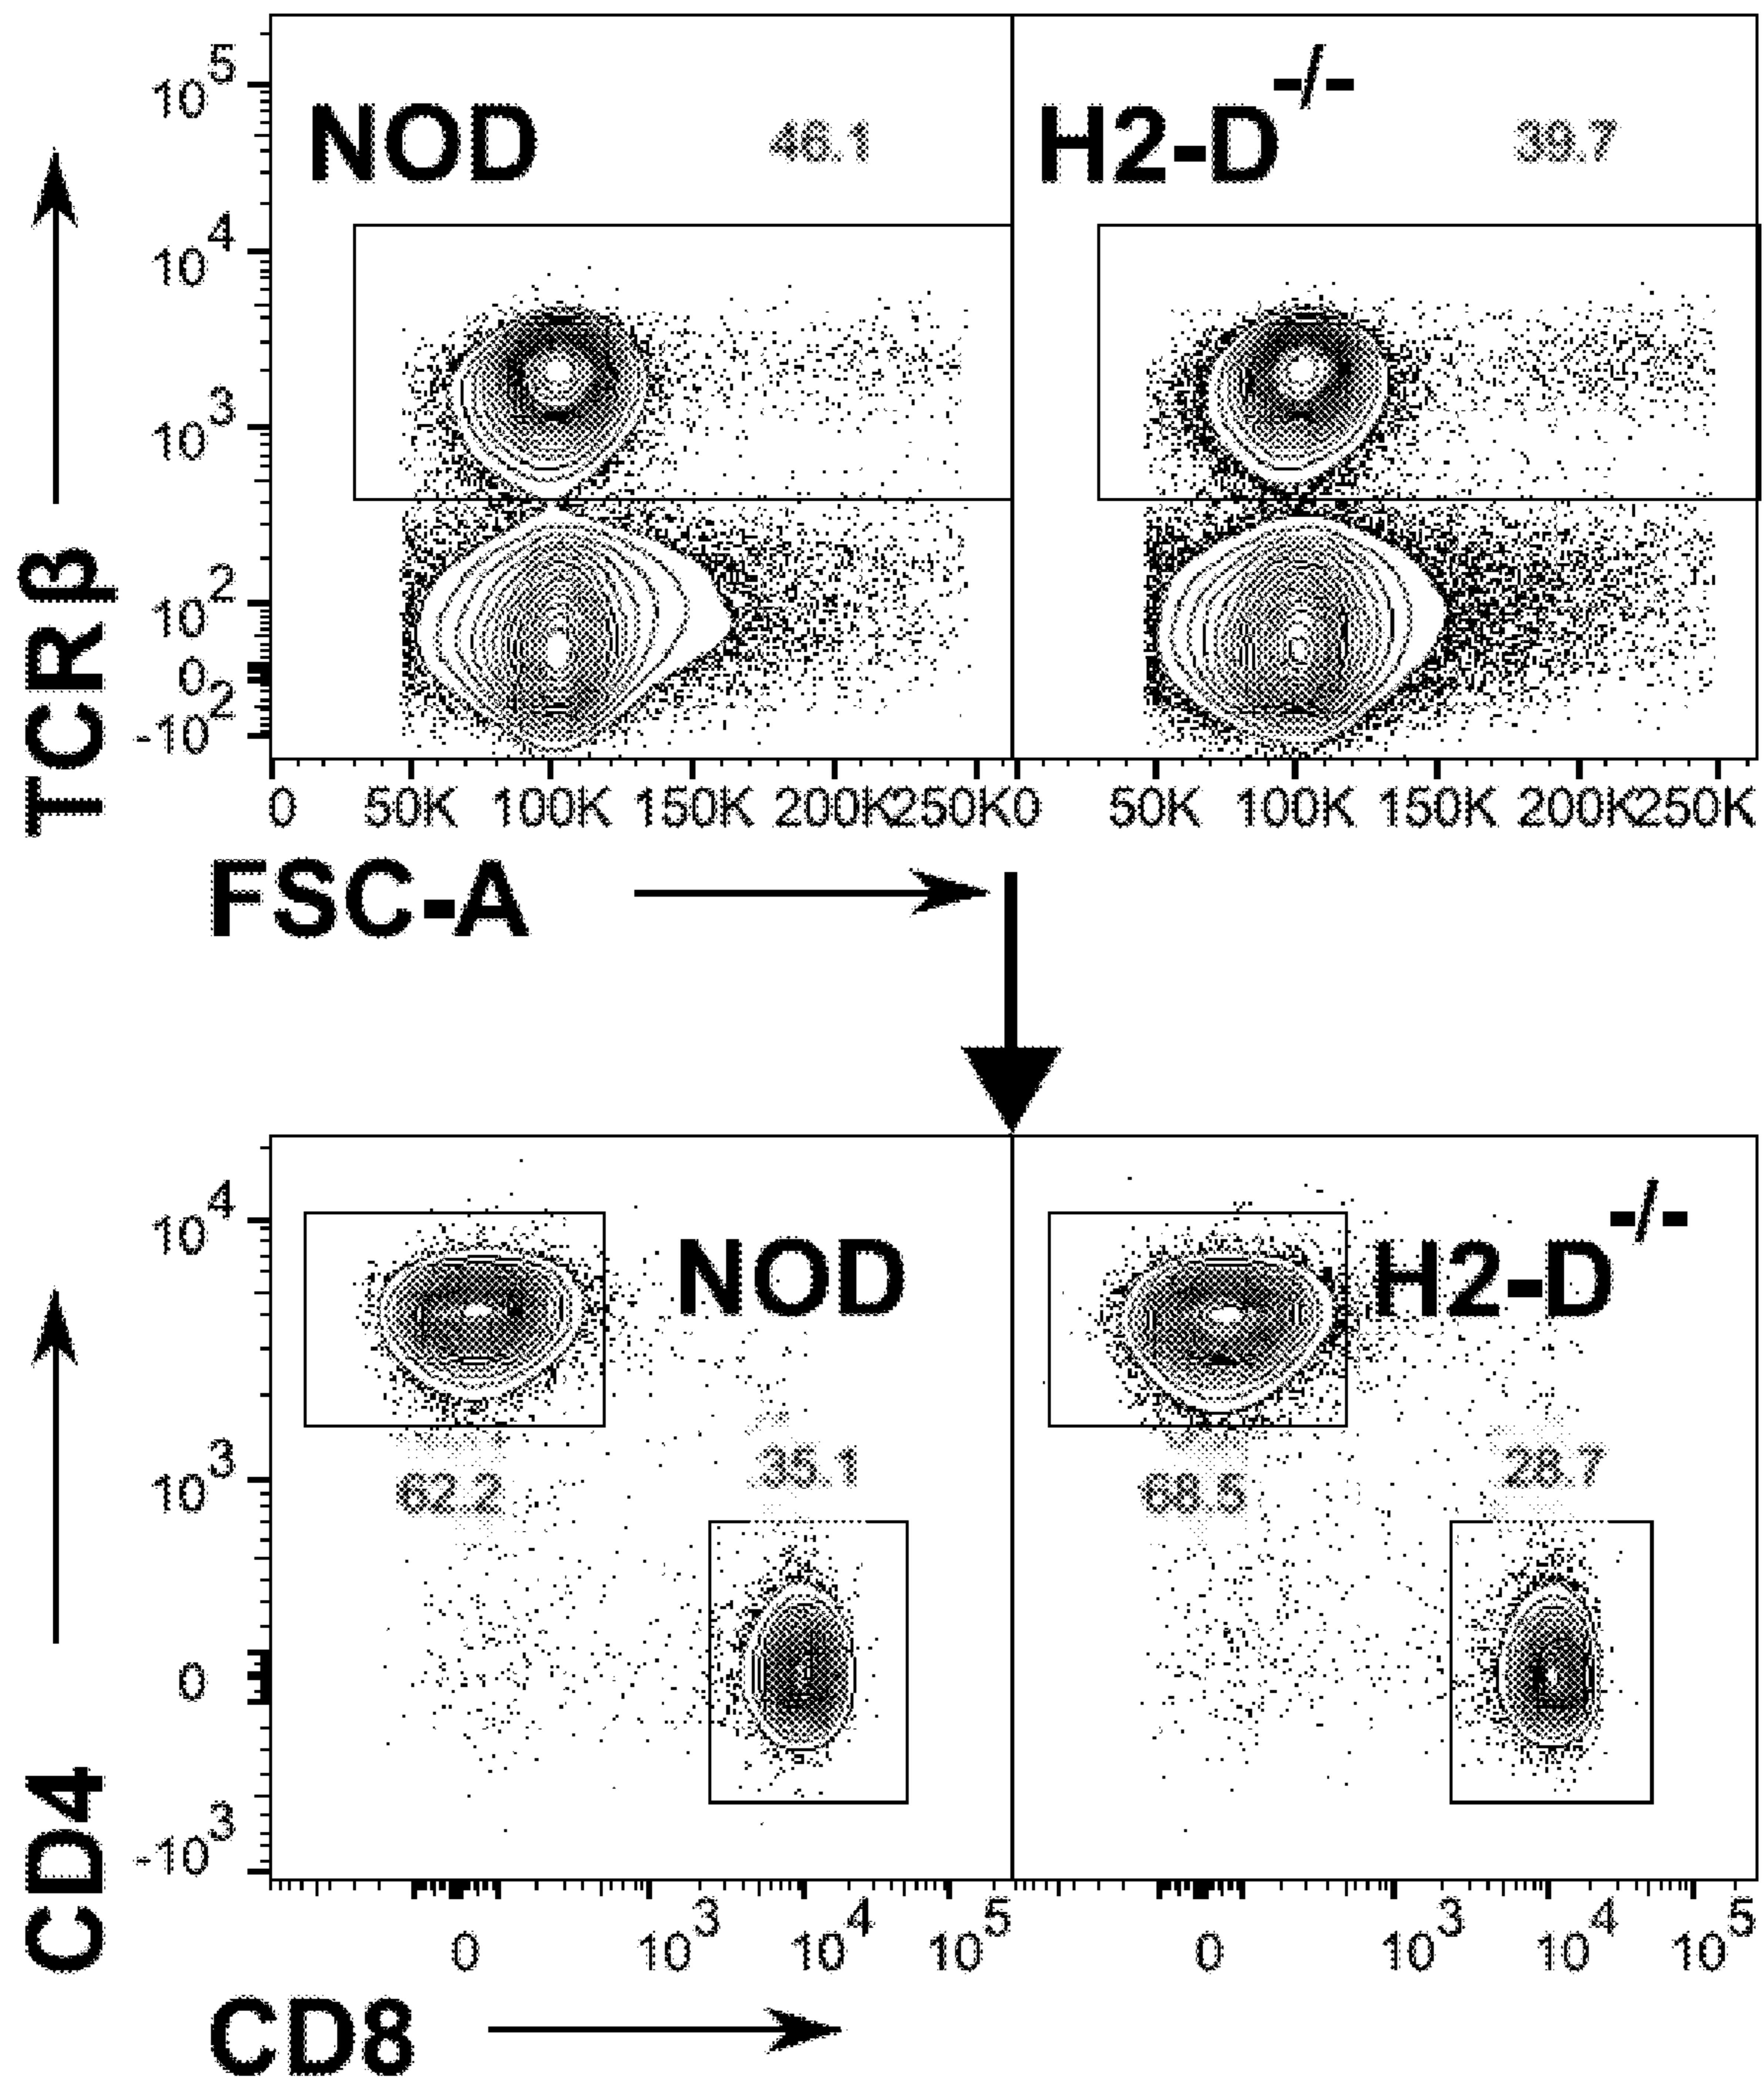 NOD 46.1 H2-D-/- 39.7
10^5
10^4
10^3
10^2
0
-10^2
TCRβ
0 50K 100K 150K 200K 250K 0 50K 100K 150K 200K 250K
FSC-A
NOD H2-D-/-
62.2 35.1 68.5 28.7
10^4
10^3
0
-10^3
CD4
0 10^3 10^4 10^5 0 10^3 10^4 10^5
CD8